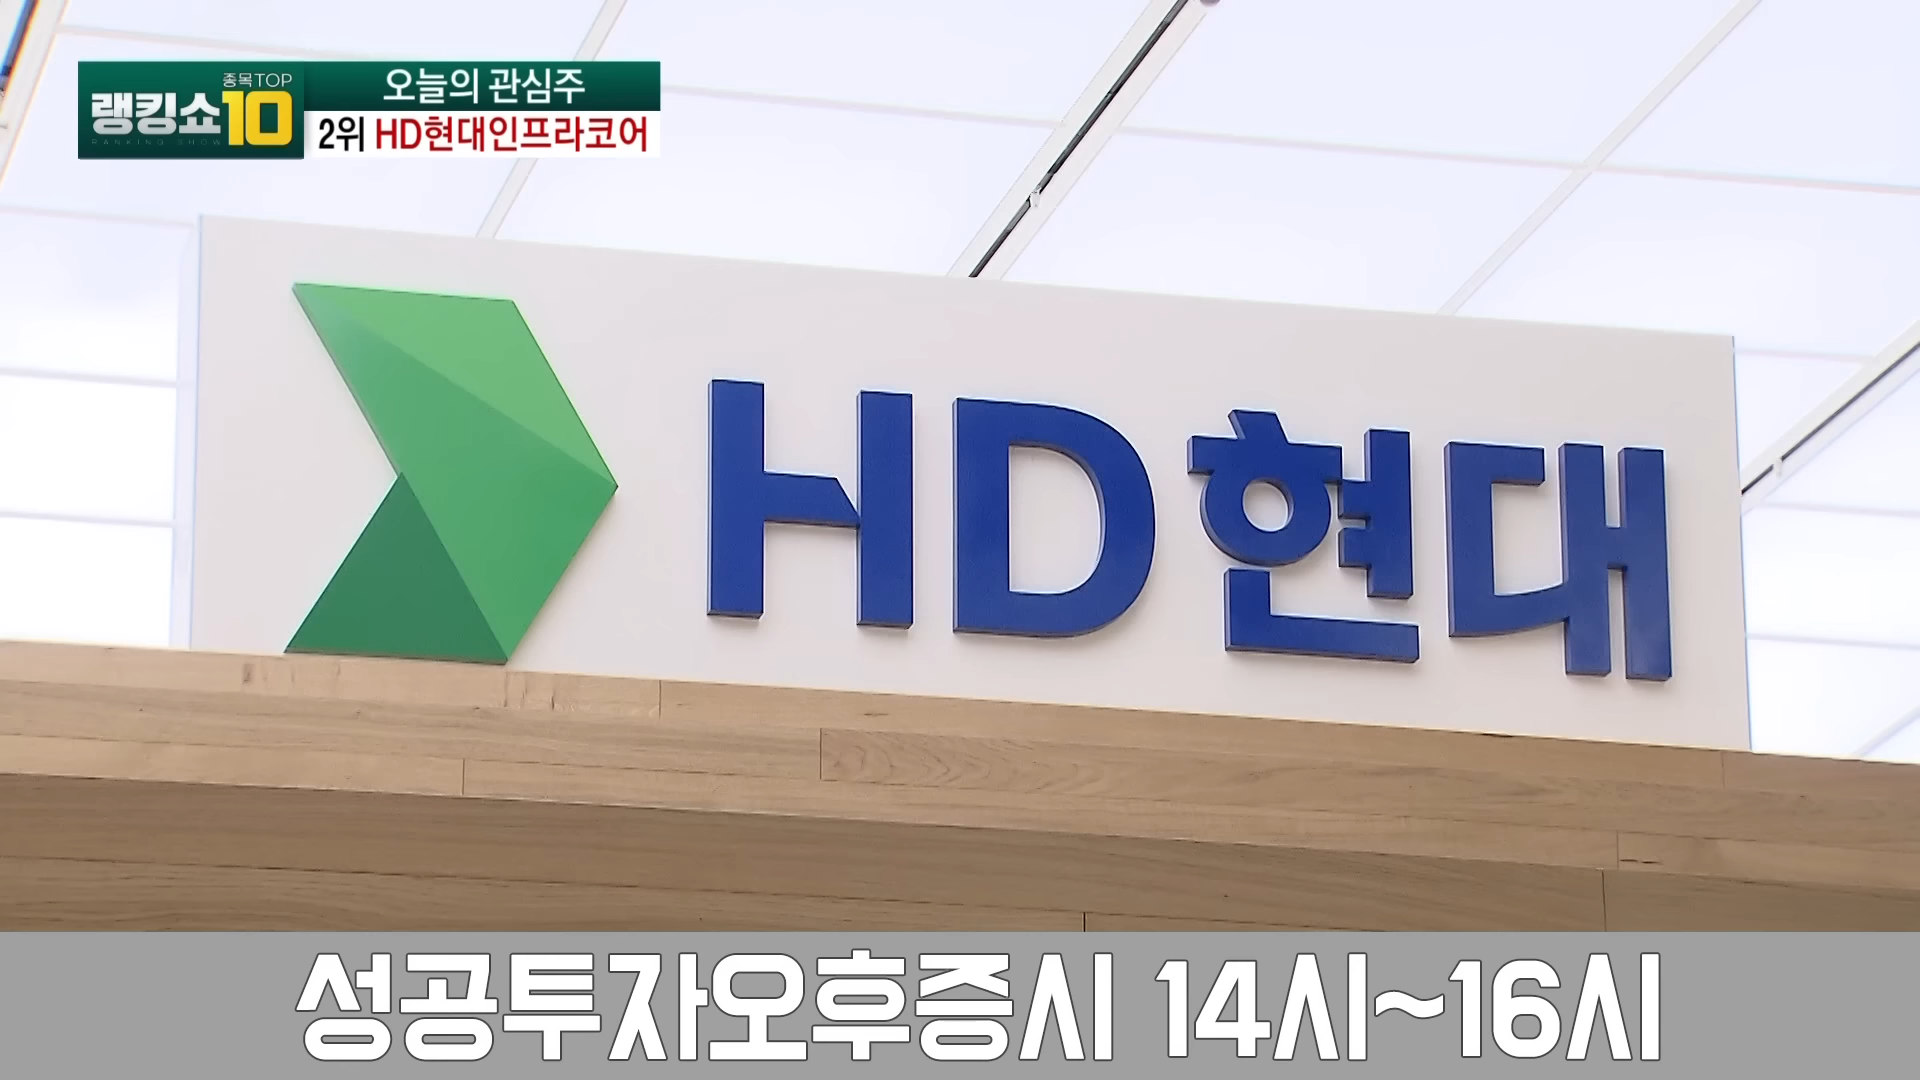 종목TOP
랭킹쇼10
RANKING SHOW
오늘의 관심주
2위 HD현대인프라코어
HD현대
성공투자오후증시 14시~16시